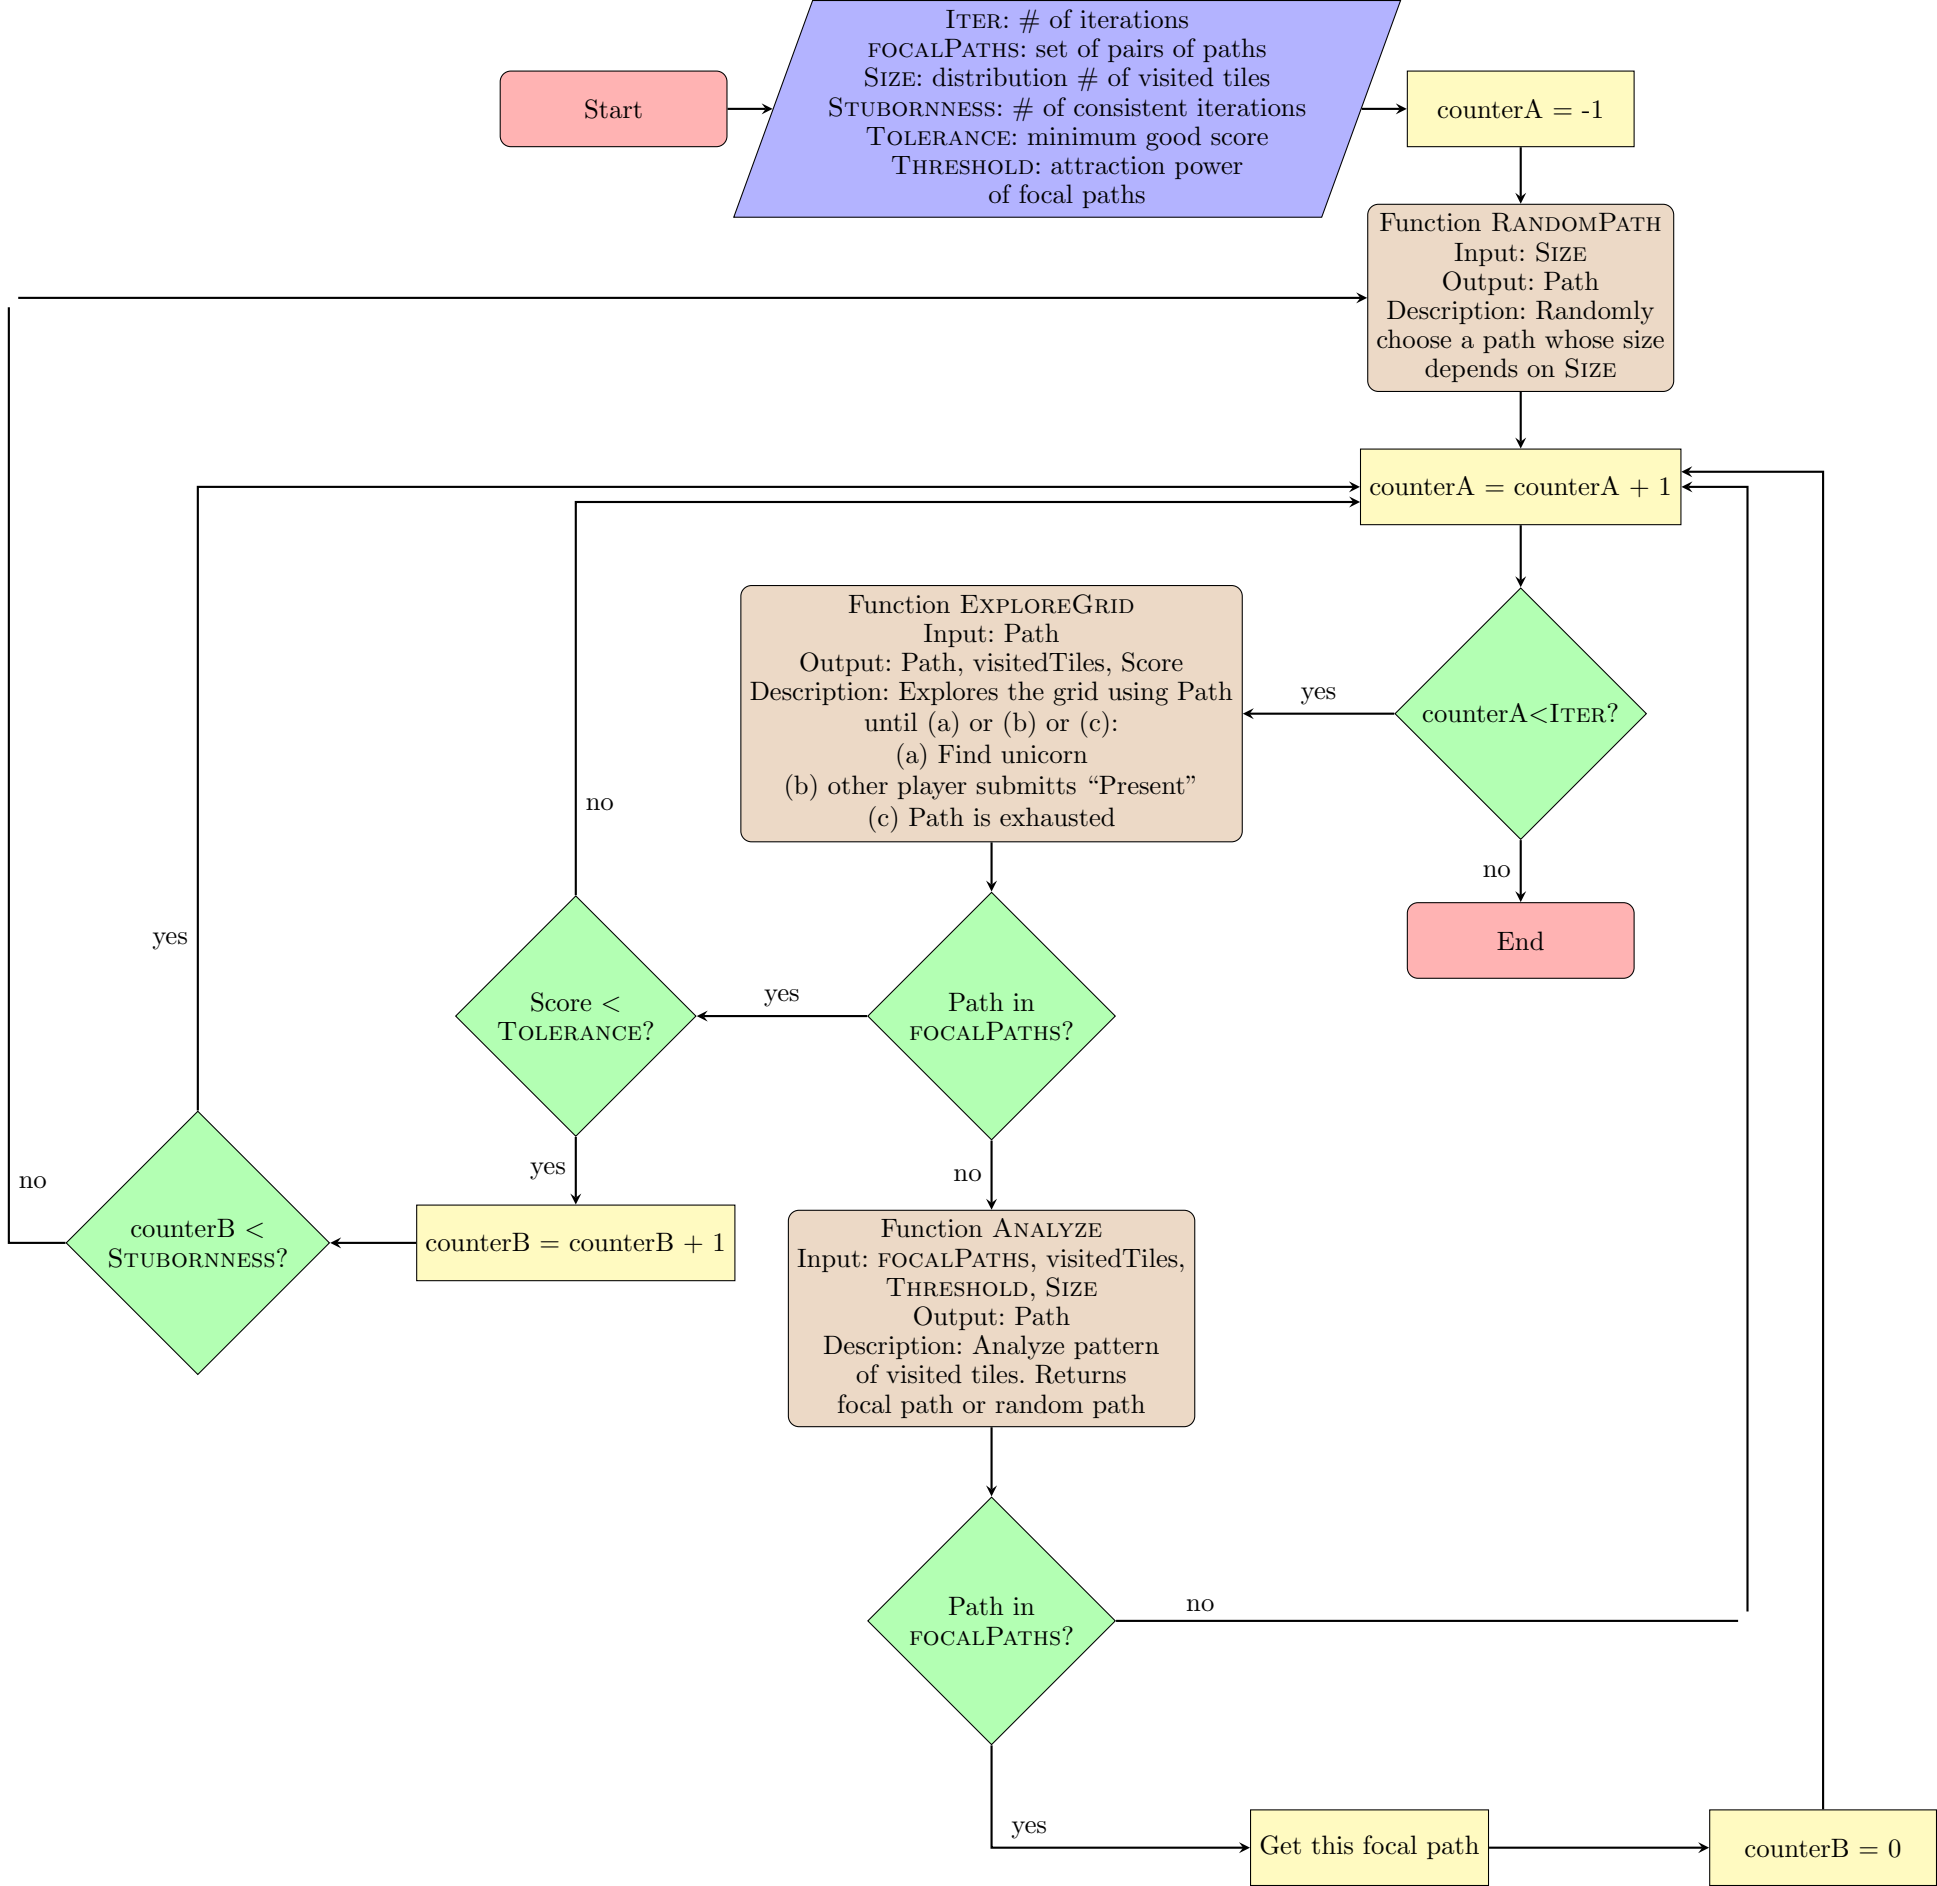 Start
ITER: # of iterations
FOCALPATHS: set of pairs of paths
SIZE: distribution # of visited tiles
STUBORNNESS: # of consistent iterations
TOLERANCE: minimum good score
THRESHOLD: attraction power
of focal paths
counterA = -1
Function RANDOMPATH
Input: SIZE
Output: Path
Description: Randomly
choose a path whose size
depends on SIZE
counterA = counterA + 1
Function EXPLOREGRID
Input: Path
Output: Path, visitedTiles, Score
Description: Explores the grid using Path
until (a) or (b) or (c):
(a) Find unicorn
(b) other player submitts “Present”
(c) Path is exhausted
yes
counterA<ITER?
no
no
End
yes
Score <
TOLERANCE?
yes
Path in
FOCALPATHS?
yes
no
no
counterB <
STUBORNNESS?
counterB = counterB + 1
Function ANALYZE
Input: FOCALPATHS, visitedTiles,
THRESHOLD, SIZE
Output: Path
Description: Analyze pattern
of visited tiles. Returns
focal path or random path
Path in
FOCALPATHS?
no
yes
Get this focal path
counterB = 0